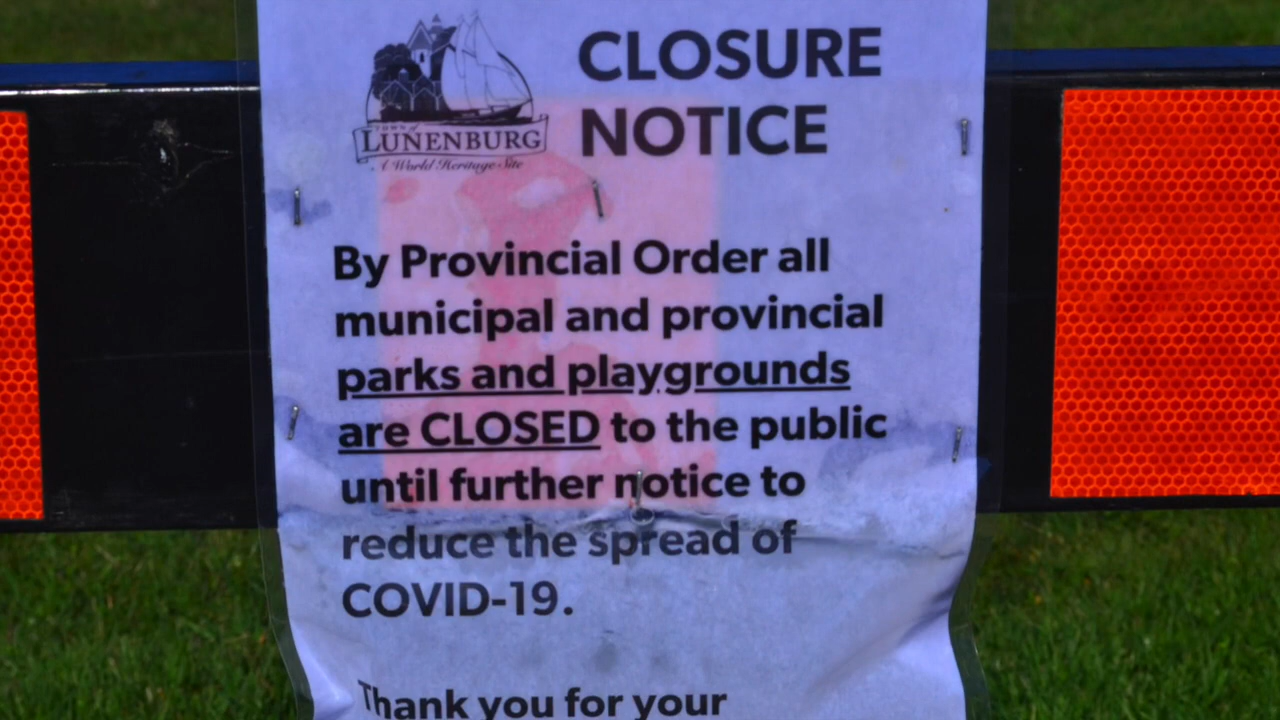 CLOSURE
NOTICE
TOWN of
LUNENBURG
A World Heritage Site
By Provincial Order all
municipal and provincial
parks and playgrounds
are CLOSED to the public
until further notice to
reduce the spread of
COVID-19.
Thank you for your